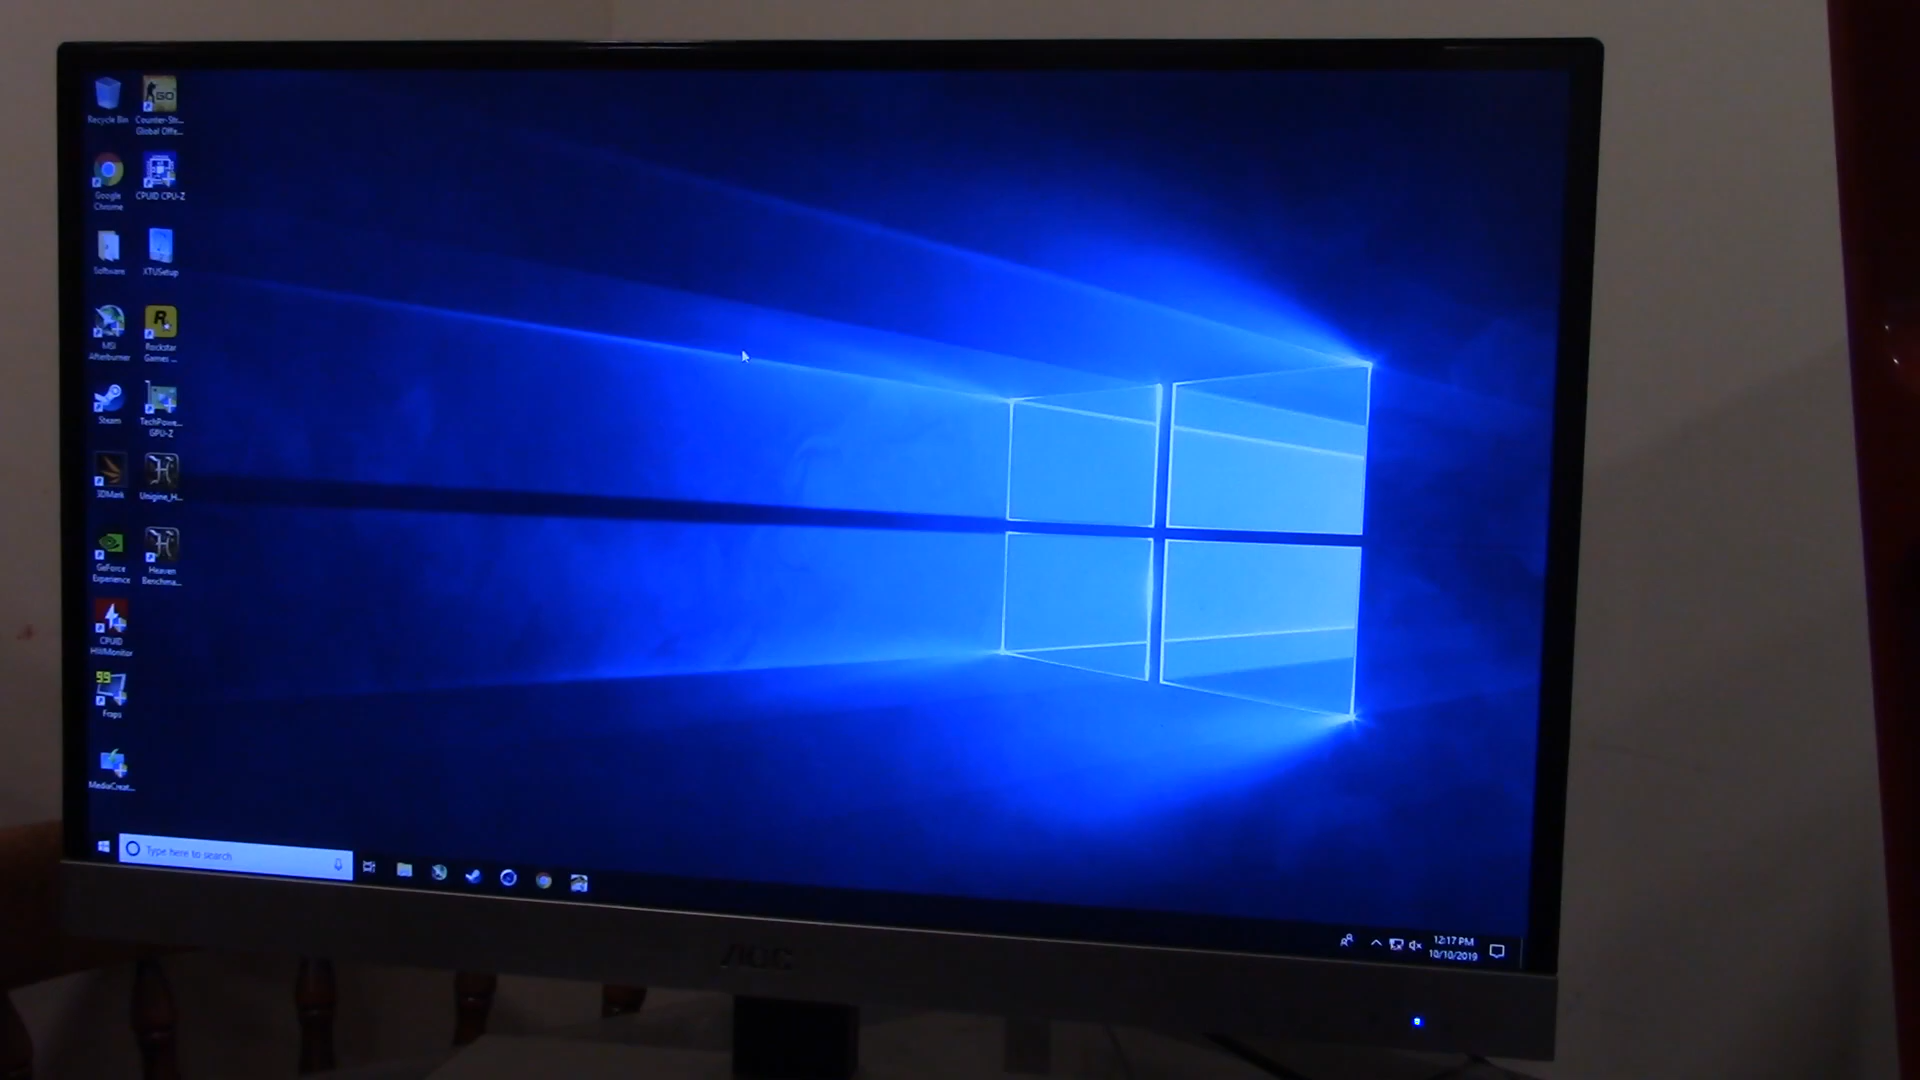 Recycle Bin
Counter-Str...
Global Offe...
GO
Google
Chrome
CPUID CPU-Z
Software
XTUSetup
MSI
Afterburner
R
Rockstar
Games ...
Steam
TechPowe...
GPU-Z
3DMark
Unigine_H...
GeForce
Experience
Heaven
Benchma...
CPUID
HWMonitor
99
Fraps
MediaCreat...
Type here to search
12:17 PM
10/10/2019
AOC